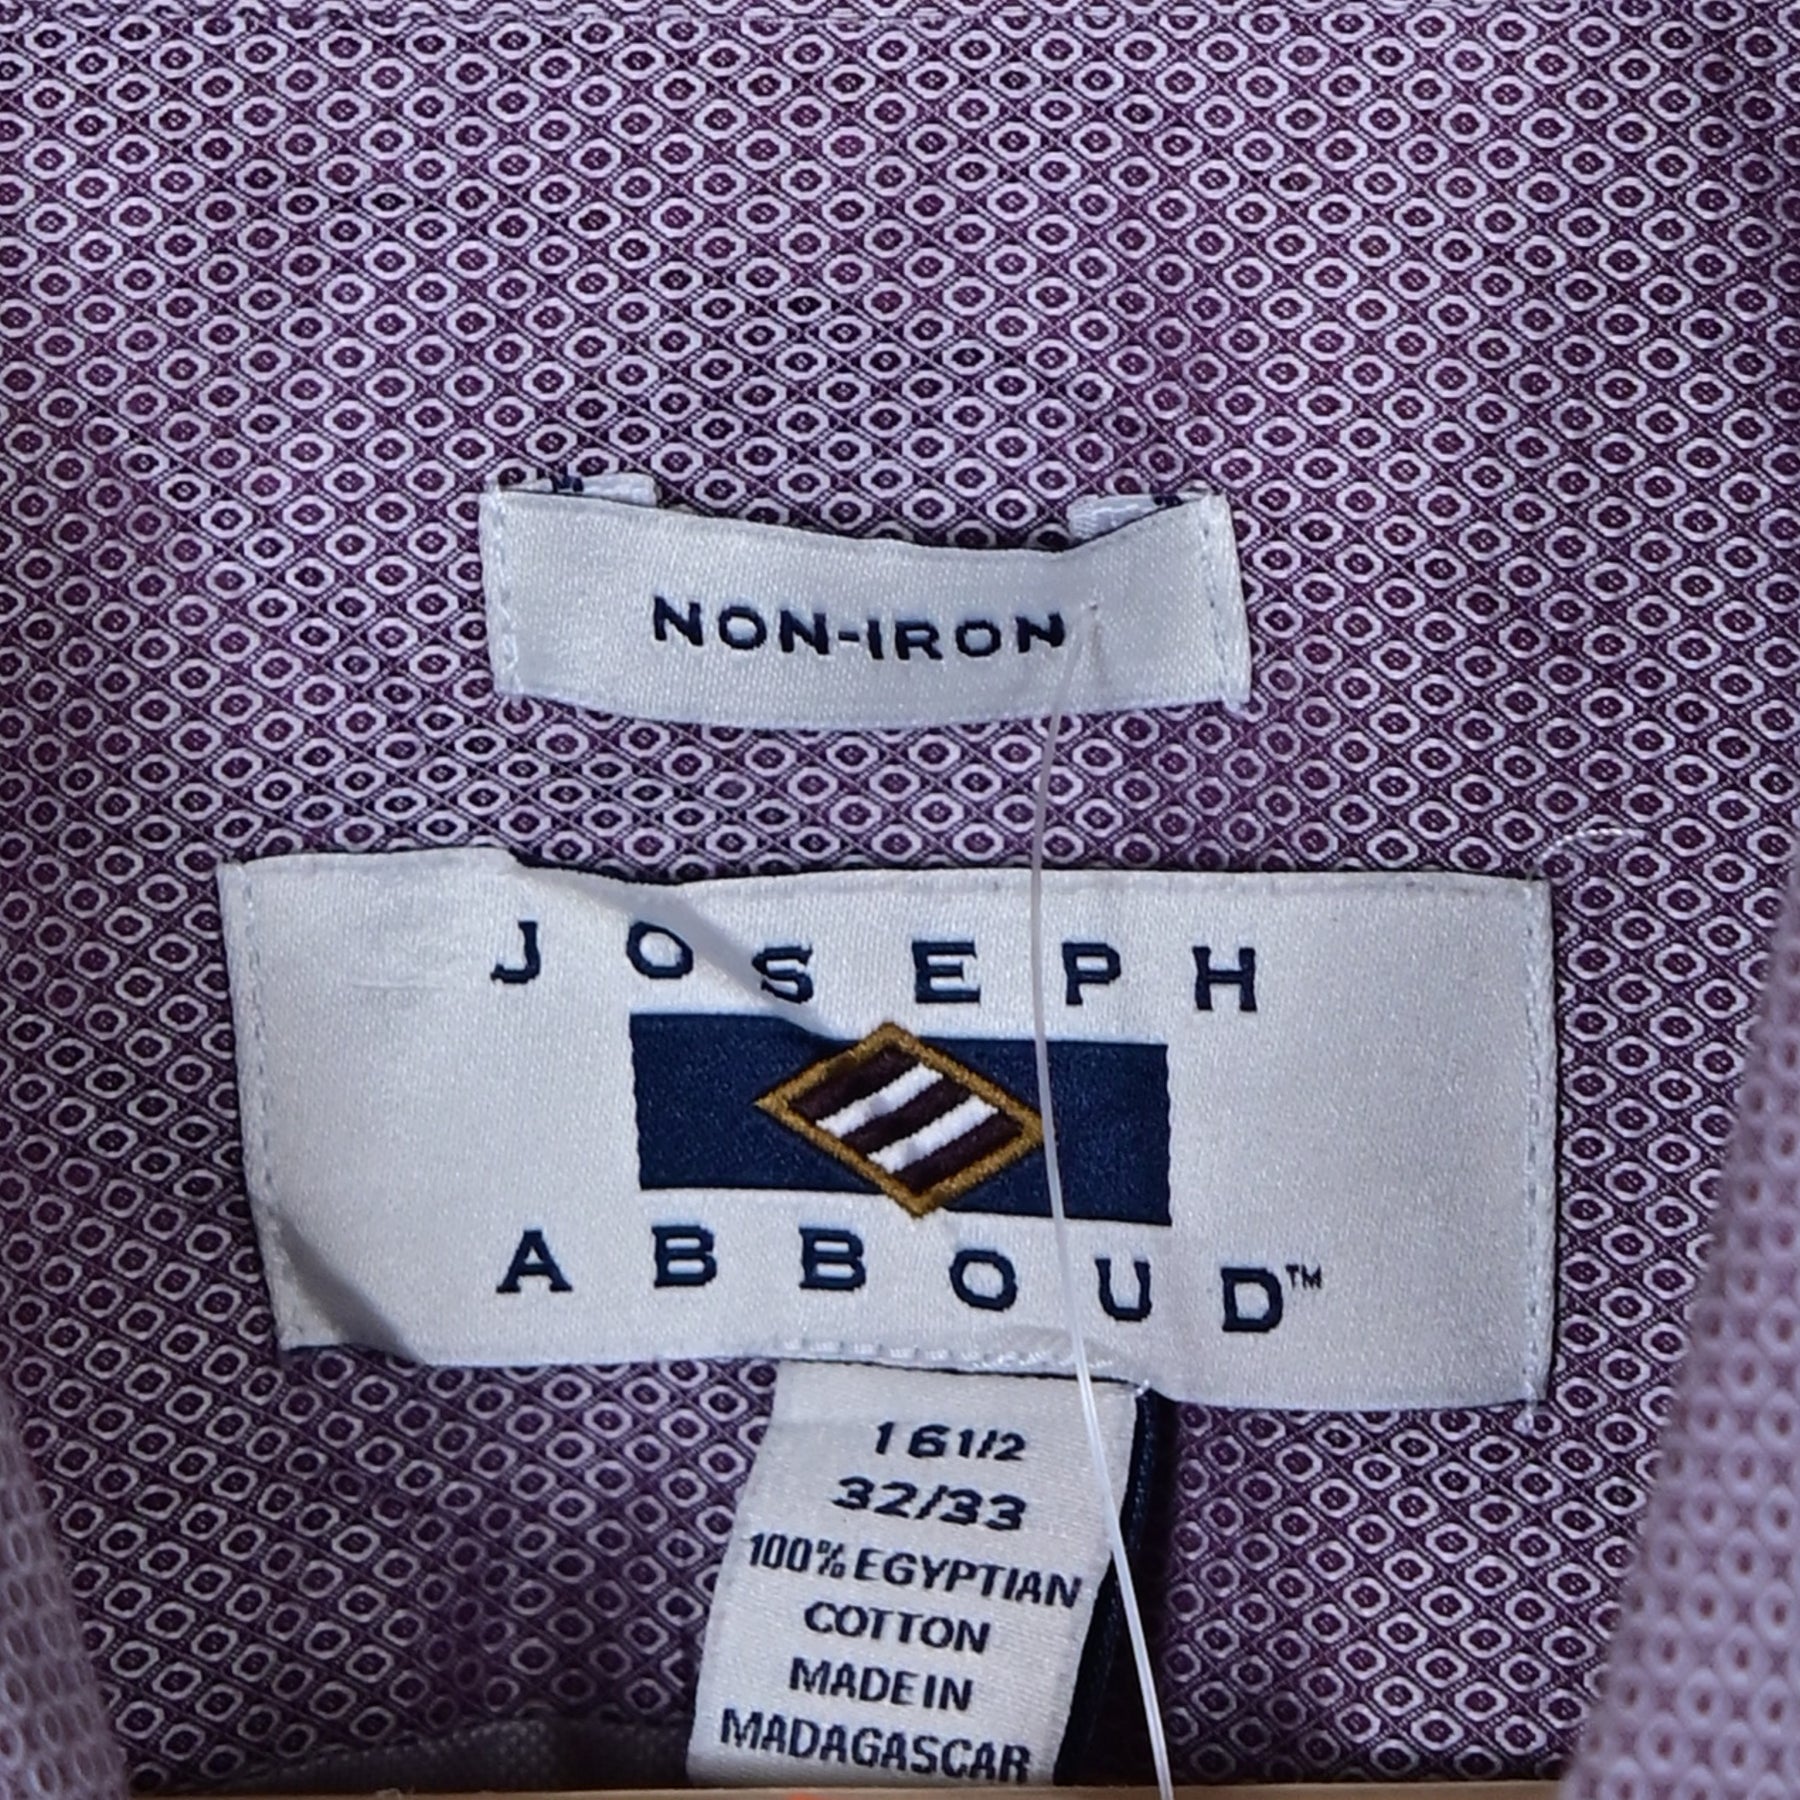 NON-IRON
JOSEPH
ABBOUD™
16 1/2
32/33
100% EGYPTIAN
COTTON
MADE IN
MADAGASCAR